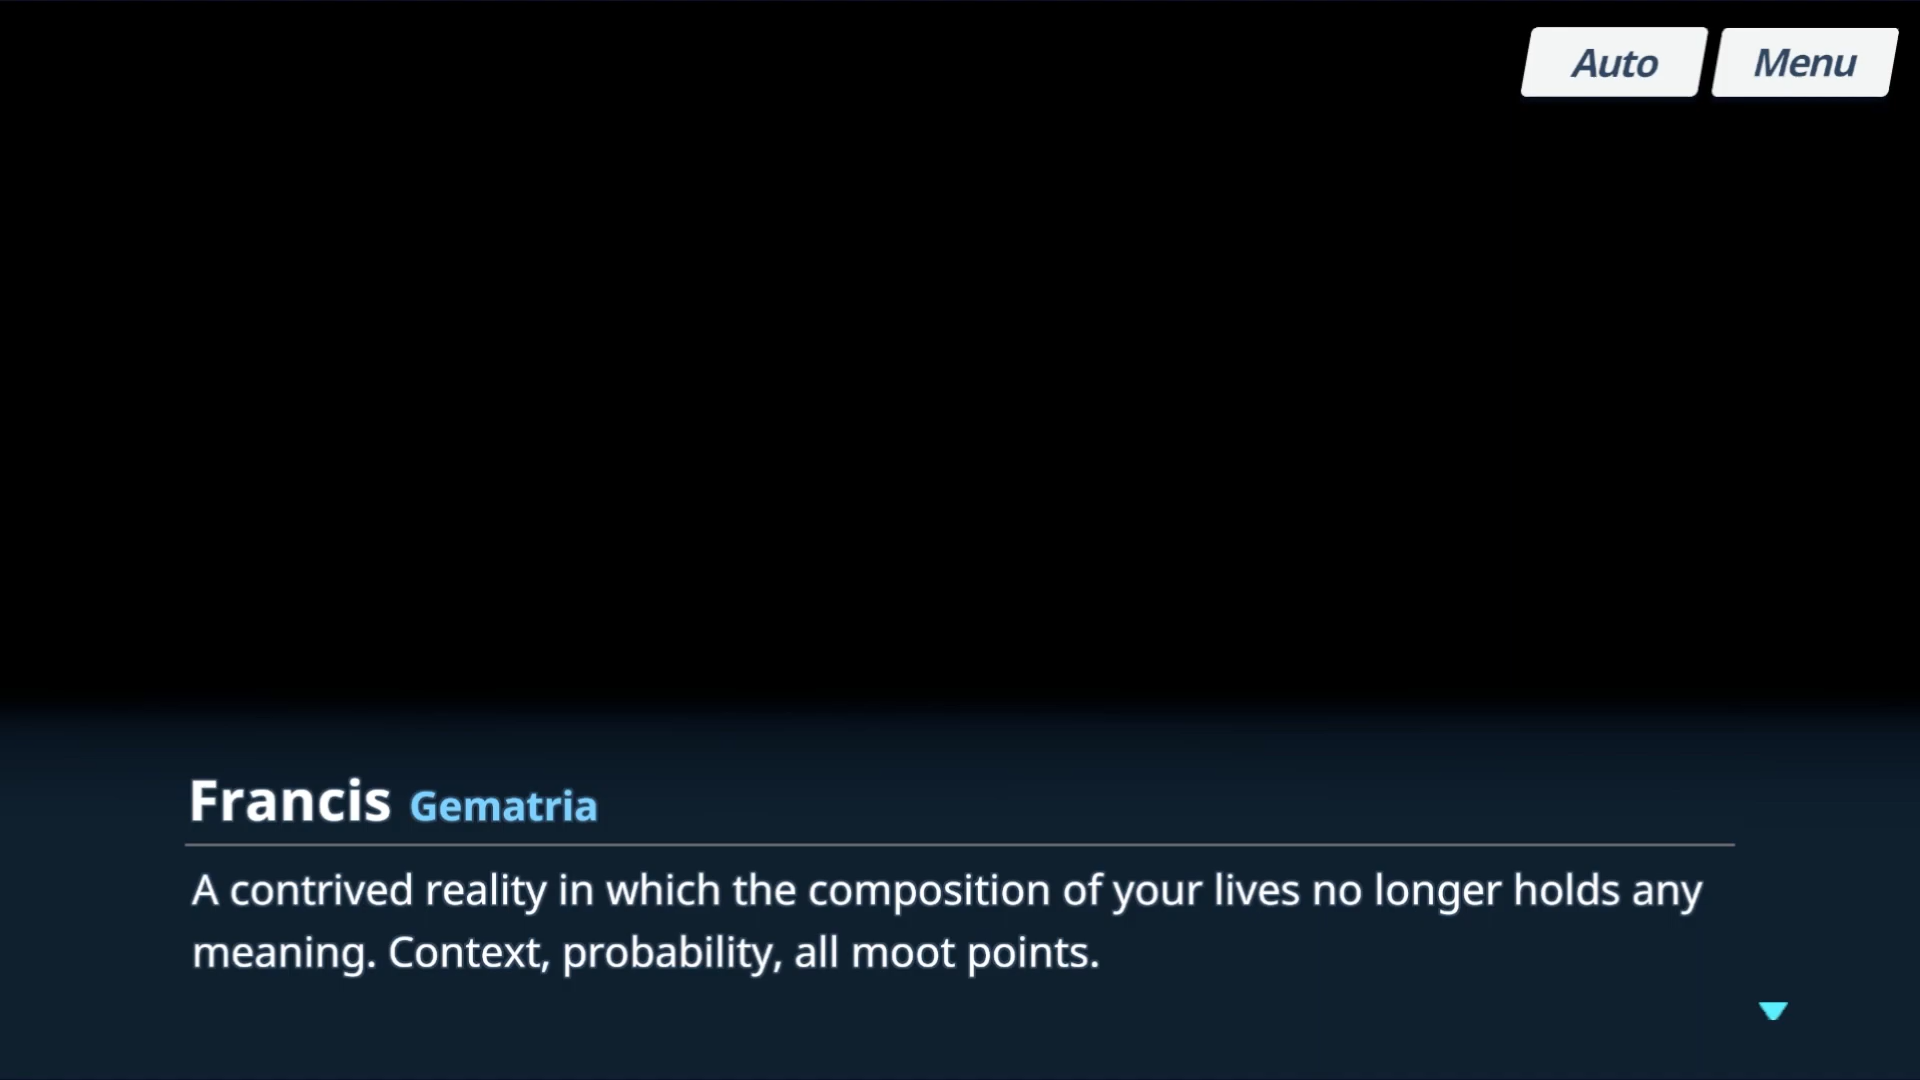 Auto Menu
Francis Gematria
A contrived reality in which the composition of your lives no longer holds any
meaning. Context, probability, all moot points.